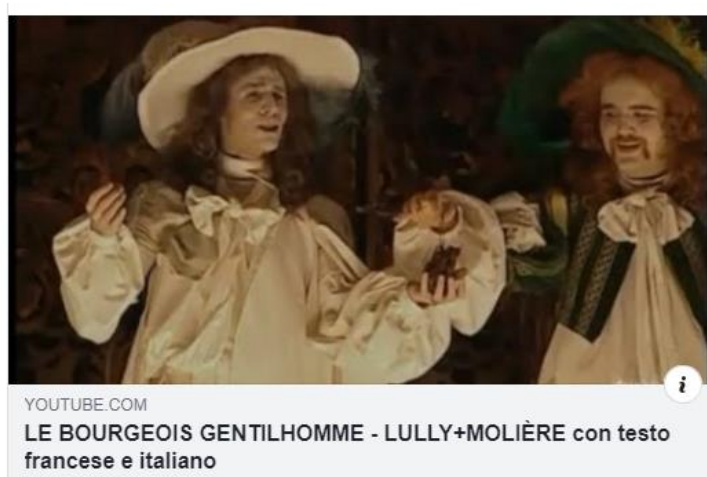 YOUTUBE.COM
LE BOURGEOIS GENTILHOMME - LULLY+MOLIÈRE con testo
francese e italiano